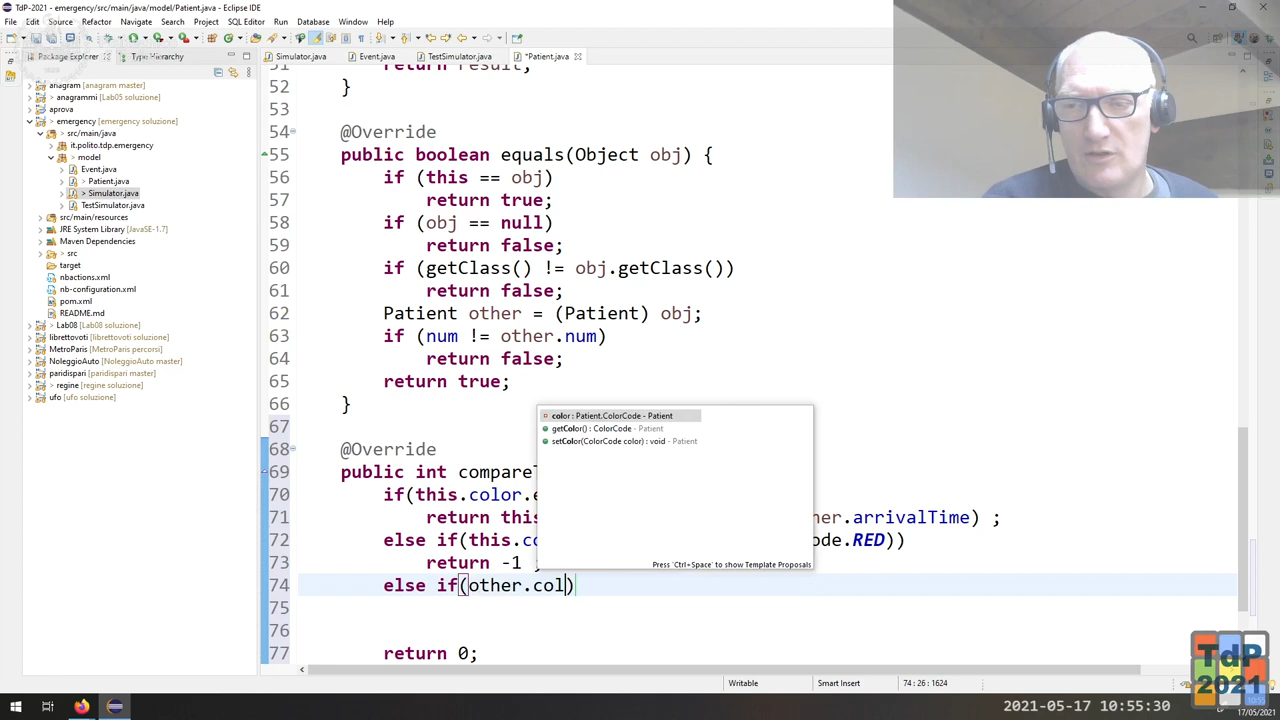 TdP-2021 - emergency/src/main/java/model/Patient.java - Eclipse IDE
File Edit Source Refactor Navigate Search Project SQL Editor Run Database Window Help
Package Explorer Type Hierarchy
Simulator.java Event.java TestSimulator.java *Patient.java
anagram [anagram master]
> anagrammi [Lab05 soluzione]
aprova
> emergency [emergency soluzione]
> src/main/java
> it.polito.tdp.emergency
> model
Event.java
> Patient.java
> Simulator.java
TestSimulator.java
src/main/resources
JRE System Library [JavaSE-1.7]
Maven Dependencies
> src
target
nbactions.xml
nb-configuration.xml
pom.xml
README.md
> Lab08 [Lab08 soluzione]
librettovoti [librettovoti soluzione]
> MetroParis [MetroParis percorsi]
NoleggioAuto [NoleggioAuto master]
paridispari [paridispari master]
> regine [regine soluzione]
ufo [ufo soluzione]
51 return result;
52 }
53
54 @Override
55 public boolean equals(Object obj) {
56 if (this == obj)
57 return true;
58 if (obj == null)
59 return false;
60 if (getClass() != obj.getClass())
61 return false;
62 Patient other = (Patient) obj;
63 if (num != other.num)
64 return false;
65 return true;
66 }
67
68 @Override
69 public int compare
70 if(this.color.
71 return this her.arrivalTime) ;
72 else if(this.co ode.RED))
73 return -1 ;
74 else if(other.col)
75
76
77 return 0;
color : Patient.ColorCode - Patient
getColor() : ColorCode - Patient
setColor(ColorCode color) : void - Patient
Press 'Ctrl+Space' to show Template Proposals
Writable Smart Insert 74 : 26 : 1624
TdP
2021
2021-05-17 10:55:30
10:55
17/05/2021